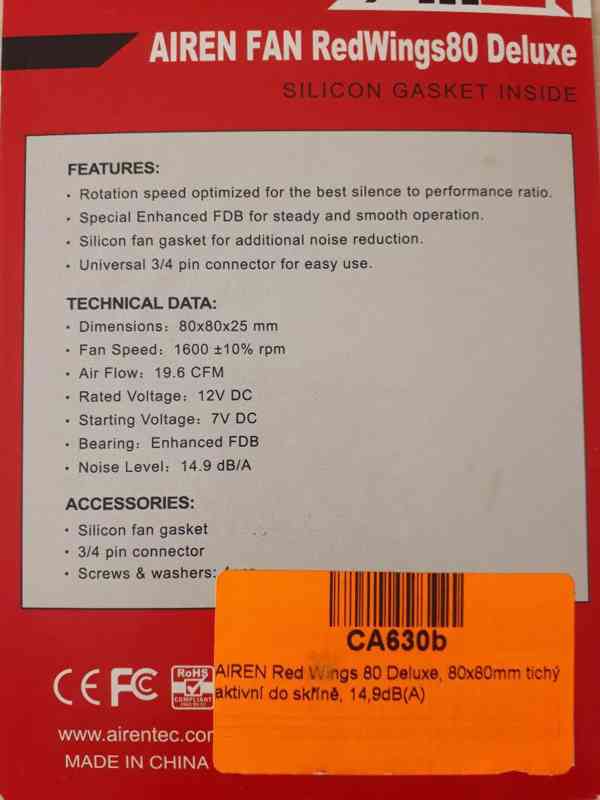 AIREN FAN RedWings80 Deluxe
SILICON GASKET INSIDE
FEATURES:
· Rotation speed optimized for the best silence to performance ratio.
· Special Enhanced FDB for steady and smooth operation.
· Silicon fan gasket for additional noise reduction.
· Universal 3/4 pin connector for easy use.
TECHNICAL DATA:
· Dimensions: 80x80x25 mm
· Fan Speed: 1600 ±10% rpm
· Air Flow: 19.6 CFM
· Rated Voltage: 12V DC
· Starting Voltage: 7V DC
· Bearing: Enhanced FDB
· Noise Level: 14.9 dB/A
ACCESSORIES:
· Silicon fan gasket
· 3/4 pin connector
· Screws & washers:
CA630b
AIREN Red Wings 80 Deluxe, 80x80mm tichý
aktivní do skříně, 14,9dB(A)
CE FC RoHS
COMPLIANT
www.airentec.com
MADE IN CHINA